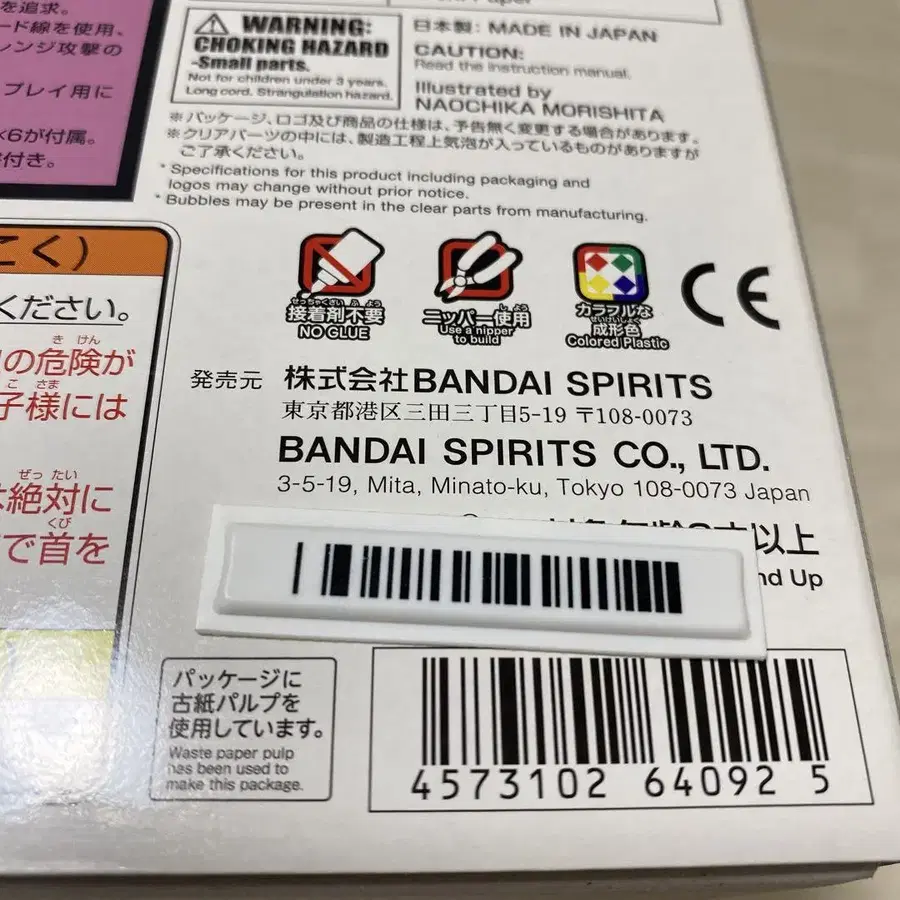 を追求。
ード線を使用、
レンジ攻撃の
プレイ用に
×6が付属。
付き。
WARNING:
CHOKING HAZARD
-Small parts.
Not for children under 3 years.
Long cord. Strangulation hazard.
日本製: MADE IN JAPAN
CAUTION:
Read the instruction manual.
Illustrated by
NAOCHIKA MORISHITA
※パッケージ、ロゴ及び商品の仕様は、予告無く変更する場合があります。
※クリアパーツの中には、製造工程上気泡が入っているものがありますが
ご了承ください。
* Specifications for this product including packaging and
logos may change without prior notice.
* Bubbles may be present in the clear parts from manufacturing.
こく)
ください。
の危険が
子様には
絶対に
で首を
接着剤不要
NO GLUE
ニッパー使用
Use a nipper
to build
カラフルな
成形色
Colored Plastic
CE
発売元 株式会社BANDAI SPIRITS
東京都港区三田三丁目5-19 〒108-0073
BANDAI SPIRITS CO., LTD.
3-5-19, Mita, Minato-ku, Tokyo 108-0073 Japan
以上
nd Up
パッケージに
古紙パルプを
使用しています。
Waste paper pulp
has been used to
make this package.
4573102 640925